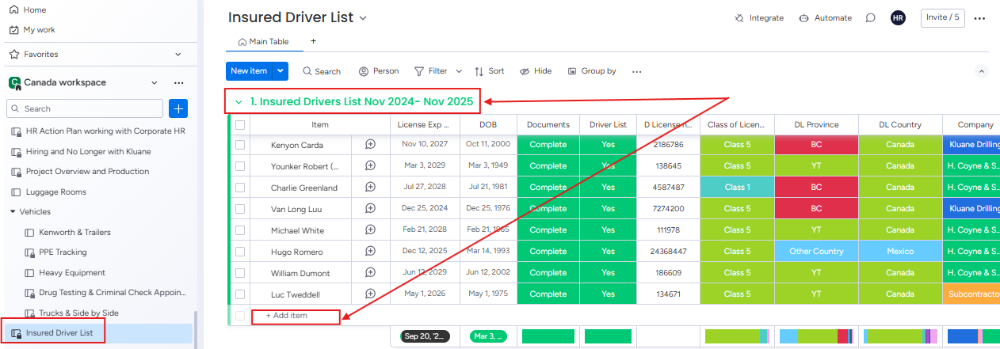 Home
My work
Favorites
Canada workspace
Search
HR Action Plan working with Corporate HR
Hiring and No Longer with Kluane
Project Overview and Production
Luggage Rooms
Vehicles
Kenworth & Trailers
PPE Tracking
Heavy Equipment
Drug Testing & Criminal Check Appoin...
Trucks & Side by Side
Insured Driver List
Insured Driver List
Integrate Automate HR Invite / 5
Main Table +
New item Search Person Filter Sort Hide Group by
1. Insured Drivers List Nov 2024- Nov 2025
Item License Exp ... DOB Documents Driver List D License n... Class of Licen... DL Province DL Country Company
Kenyon Carda Nov 10, 2027 Oct 11, 2000 Complete Yes 2186786 Class 5 BC Canada Kluane Drilling
Younker Robert (... Mar 3, 2029 Mar 3, 1949 Complete Yes 138645 Class 5 YT Canada H. Coyne & S...
Charlie Greenland Jul 27, 2028 Jul 21, 1981 Complete Yes 4587487 Class 1 BC Canada H. Coyne & S...
Van Long Luu Dec 25, 2024 Dec 25, 1976 Complete Yes 7274200 Class 5 BC Canada Kluane Drilling
Michael White Feb 21, 2028 Feb 21, 1965 Complete Yes 111978 Class 5 YT Canada H. Coyne & S...
Hugo Romero Dec 12, 2025 Mar 14, 1993 Complete Yes 24368447 Class 5 Other Country Mexico H. Coyne & S...
William Dumont Jun 12, 2029 Jun 12, 2002 Complete Yes 186609 Class 5 YT Canada H. Coyne & S...
Luc Tweddell May 1, 2026 May 1, 1975 Complete Yes 134671 Class 5 YT Canada Subcontracto
+ Add item
Sep 20, '2... Mar 3, ...